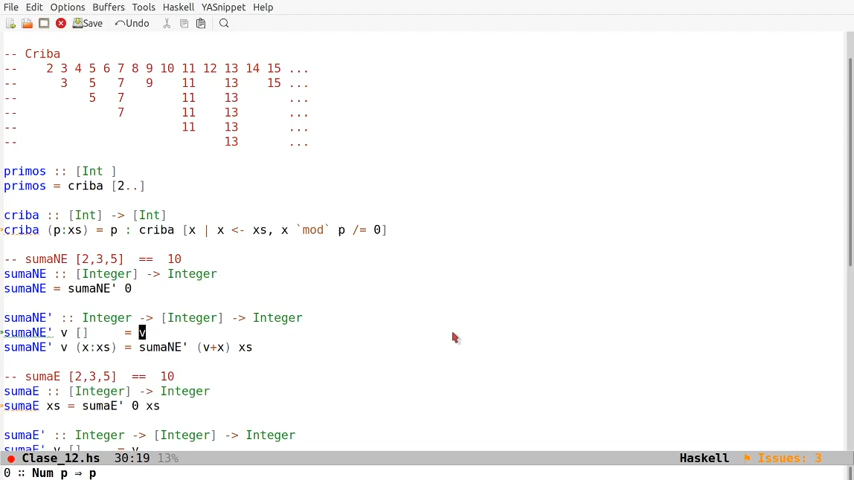 File Edit Options Buffers Tools Haskell YASnippet Help
Save Undo
-- Criba
--    2 3 4 5 6 7 8 9 10 11 12 13 14 15 ...
--      3   5   7   9    11    13    15 ...
--          5   7        11    13       ...
--              7        11    13       ...
--                       11    13       ...
--                             13       ...
primos :: [Int ]
primos = criba [2..]
criba :: [Int] -> [Int]
criba (p:xs) = p : criba [x | x <- xs, x `mod` p /= 0]
-- sumaNE [2,3,5]  ==  10
sumaNE :: [Integer] -> Integer
sumaNE = sumaNE' 0
sumaNE' :: Integer -> [Integer] -> Integer
sumaNE' v []     = v
sumaNE' v (x:xs) = sumaNE' (v+x) xs
-- sumaE [2,3,5]  ==  10
sumaE :: [Integer] -> Integer
sumaE xs = sumaE' 0 xs
sumaE' :: Integer -> [Integer] -> Integer
sumaE' v []     = v
Clase_12.hs  30:19 13% Haskell Issues: 3
0 :: Num p ⇒ p